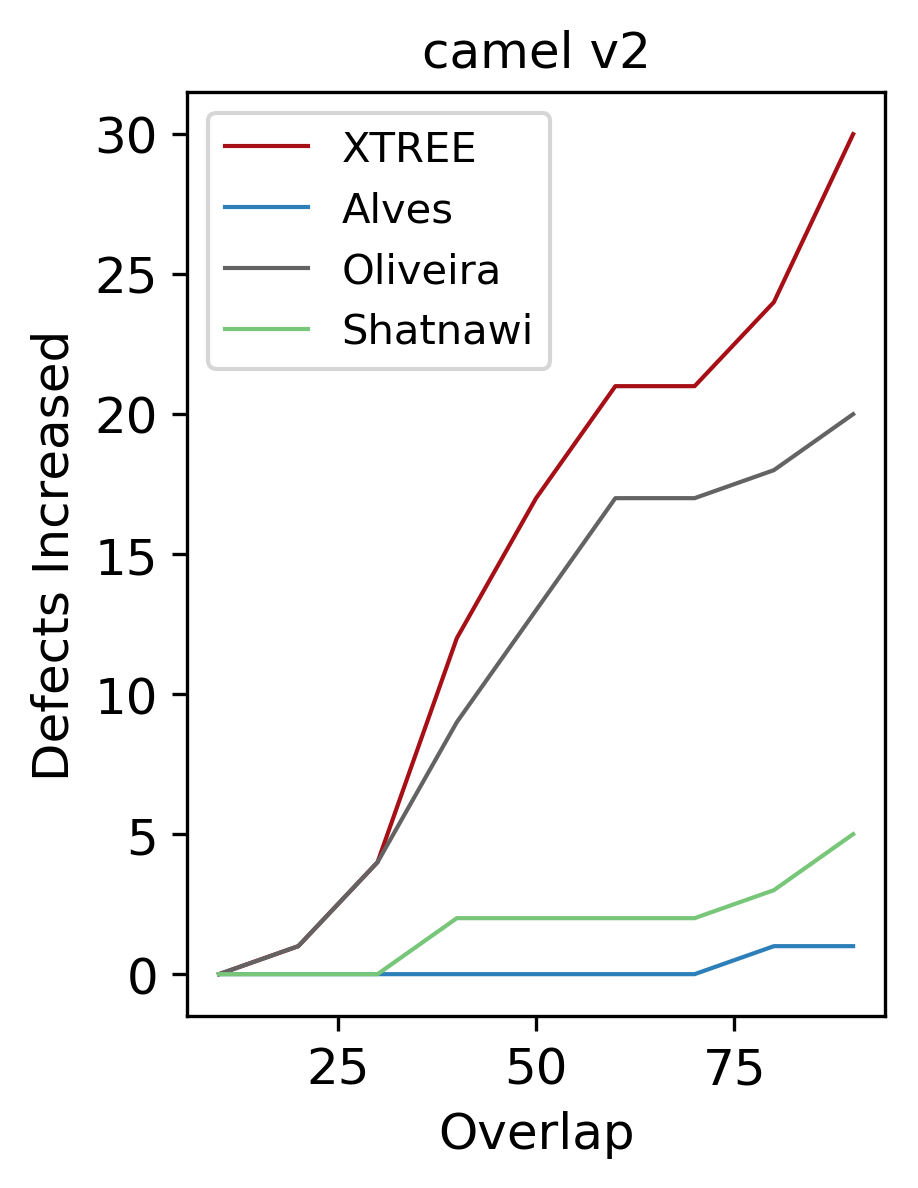 camel v2
XTREE
Alves
Oliveira
Shatnawi
30
25
20
15
10
5
0
Defects Increased
25 50 75
Overlap